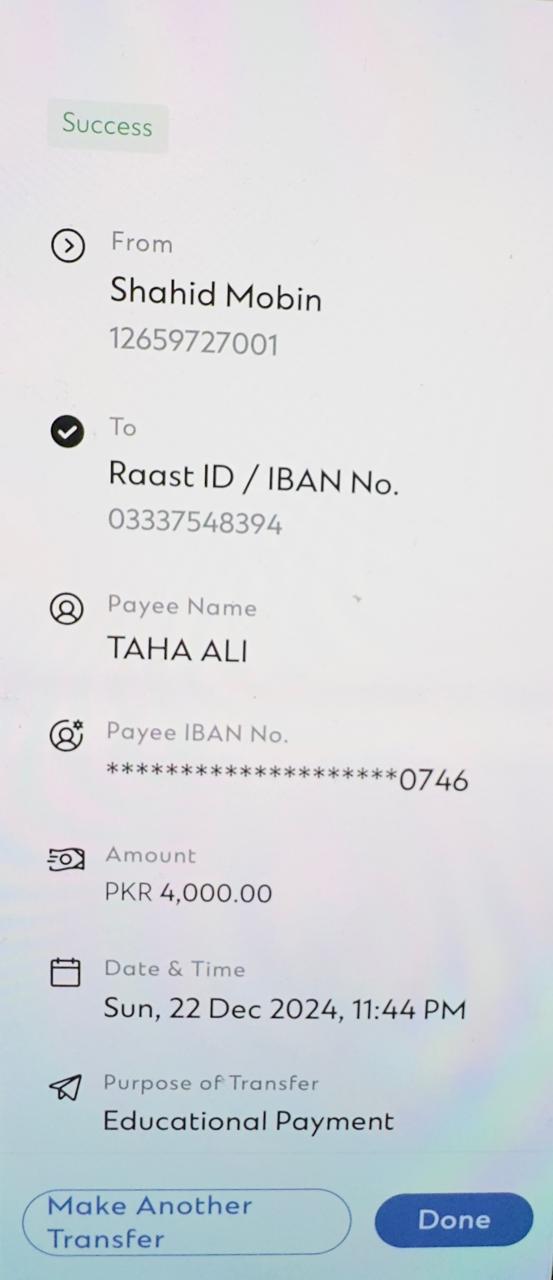 Success
From
Shahid Mobin
12659727001
To
Raast ID / IBAN No.
03337548394
Payee Name
TAHA ALI
Payee IBAN No.
********************0746
Amount
PKR 4,000.00
Date & Time
Sun, 22 Dec 2024, 11:44 PM
Purpose of Transfer
Educational Payment
Make Another
Transfer
Done